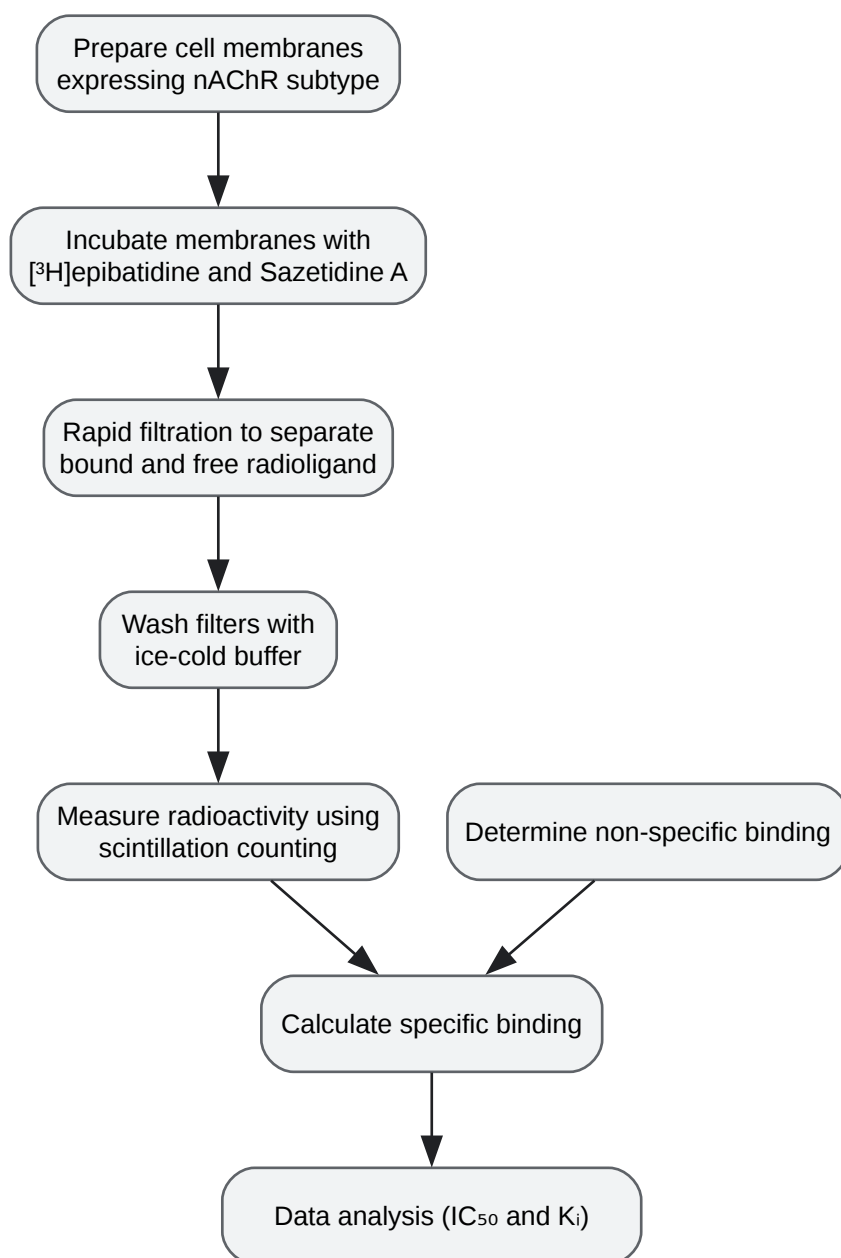 Prepare cell membranes
expressing nAChR subtype
Incubate membranes with
[³H]epibatidine and Sazetidine A
Rapid filtration to separate
bound and free radioligand
Wash filters with
ice-cold buffer
Measure radioactivity using
scintillation counting
Determine non-specific binding
Calculate specific binding
Data analysis (IC₅₀ and Kᵢ)